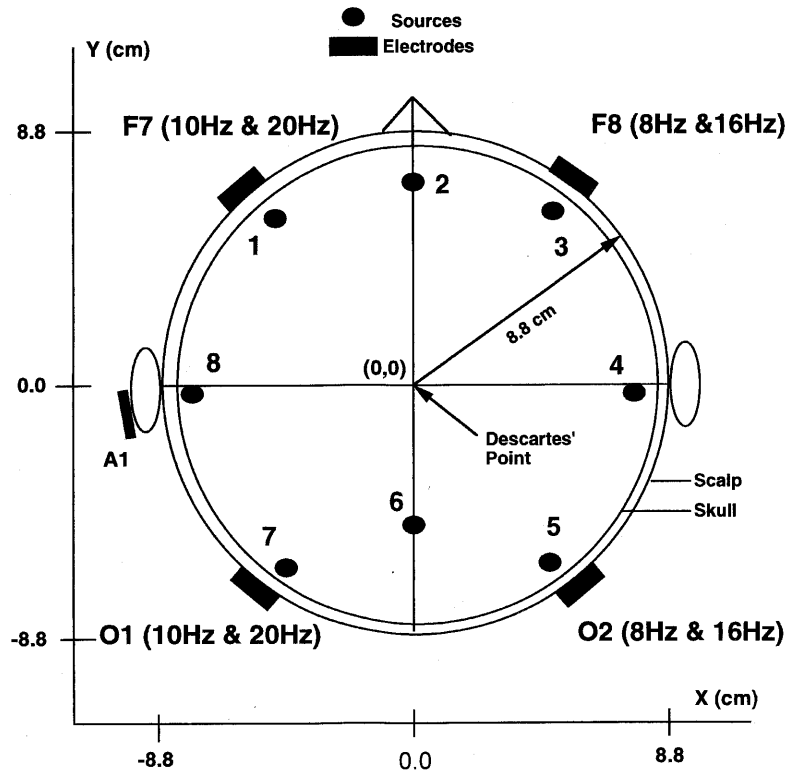 Sources
Electrodes
Y (cm)
8.8
F7 (10Hz & 20Hz)
F8 (8Hz &16Hz)
2
1
3
8.8 cm
8
(0,0)
4
0.0
A1
Descartes'
Point
Scalp
Skull
6
7
5
-8.8
O1 (10Hz & 20Hz)
O2 (8Hz & 16Hz)
X (cm)
-8.8
0.0
8.8